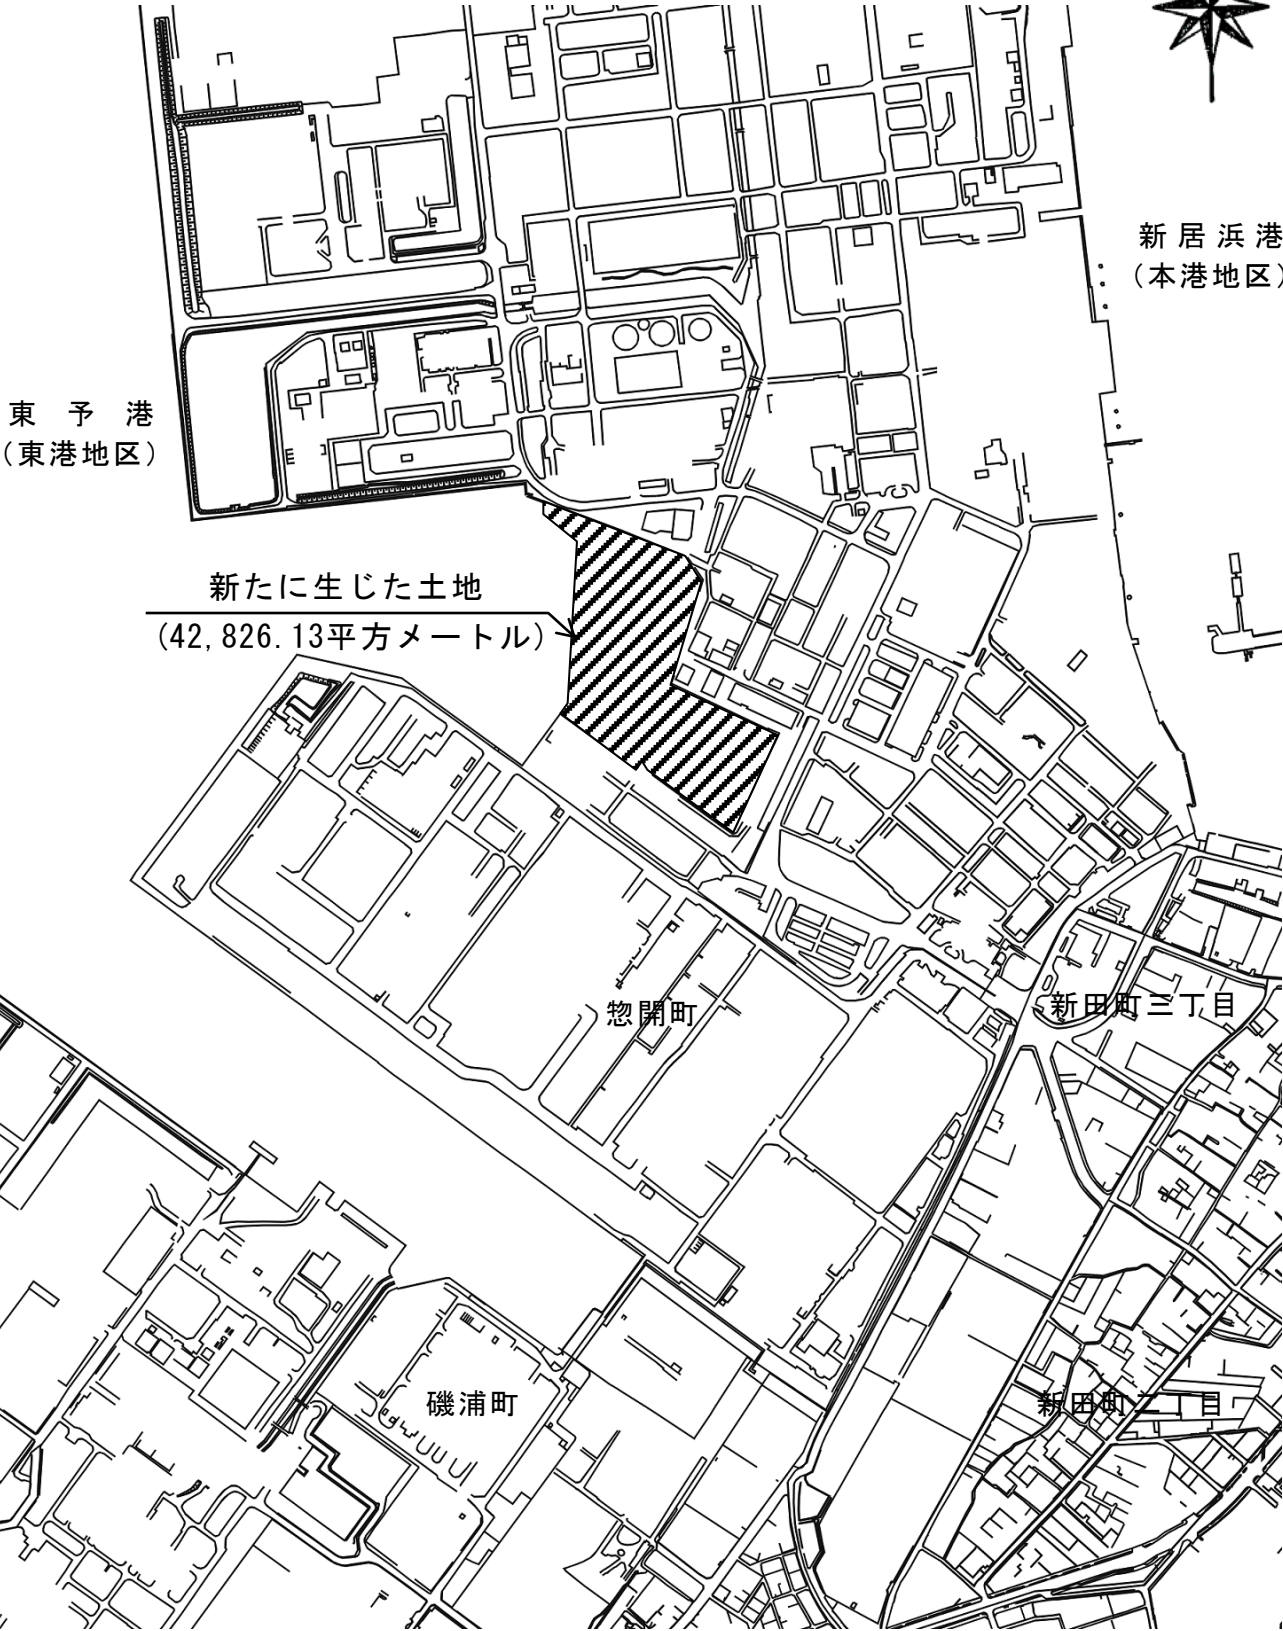 新居浜港
(本港地区)
東予港
(東港地区)
新たに生じた土地
(42,826.13平方メートル)
惣開町
新田町三丁目
磯浦町
新田町二丁目